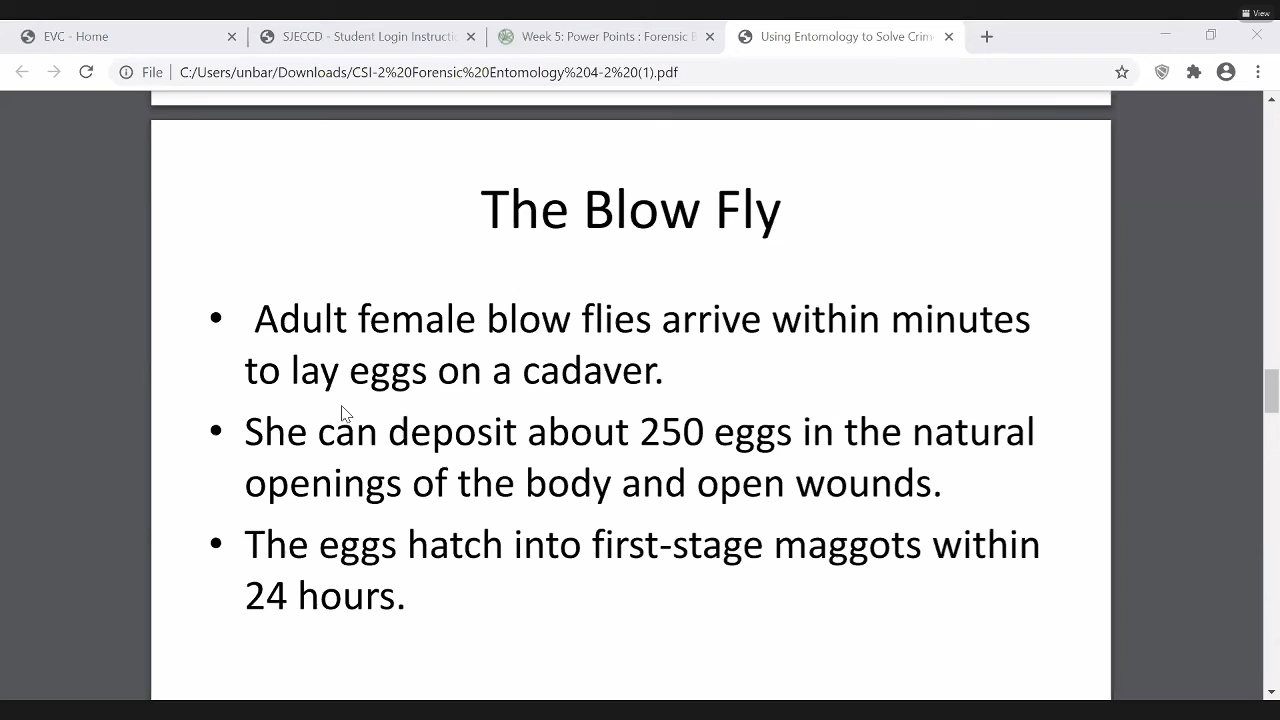 View
EVC - Home
SJECCD - Student Login Instructi
Week 5: Power Points : Forensic E
Using Entomology to Solve Crim
File
C:/Users/unbar/Downloads/CSI-2%20Forensic%20Entomology%204-2%20(1).pdf
The Blow Fly
• Adult female blow flies arrive within minutes
to lay eggs on a cadaver.
• She can deposit about 250 eggs in the natural
openings of the body and open wounds.
• The eggs hatch into first-stage maggots within
24 hours.